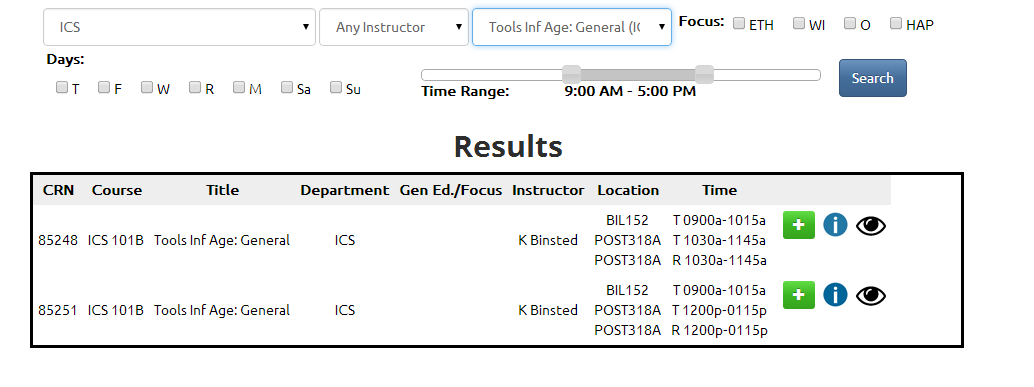 ICS Any Instructor Tools Inf Age: General (I Focus: ETH WI O HAP
Days:
T F W R M Sa Su
Time Range: 9:00 AM - 5:00 PM
Search
Results
CRN Course Title Department Gen Ed./Focus Instructor Location Time
BIL152 T 0900a-1015a
85248 ICS 101B Tools Inf Age: General ICS K Binsted POST318A T 1030a-1145a
POST318A R 1030a-1145a
BIL152 T 0900a-1015a
85251 ICS 101B Tools Inf Age: General ICS K Binsted POST318A T 1200p-0115p
POST318A R 1200p-0115p